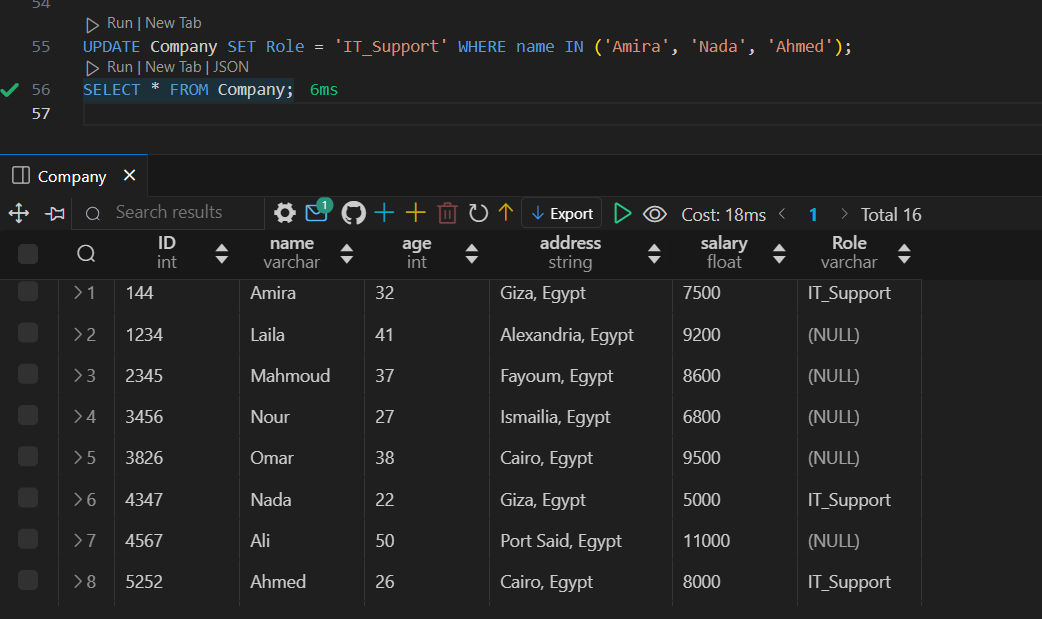 54
Run | New Tab
55 UPDATE Company SET Role = 'IT_Support' WHERE name IN ('Amira', 'Nada', 'Ahmed');
Run | New Tab | JSON
56 SELECT * FROM Company; 6ms
57
Company
Search results 1 Export Cost: 18ms 1 Total 16
ID name age address salary Role
int varchar int string float varchar
1 144 Amira 32 Giza, Egypt 7500 IT_Support
2 1234 Laila 41 Alexandria, Egypt 9200 (NULL)
3 2345 Mahmoud 37 Fayoum, Egypt 8600 (NULL)
4 3456 Nour 27 Ismailia, Egypt 6800 (NULL)
5 3826 Omar 38 Cairo, Egypt 9500 (NULL)
6 4347 Nada 22 Giza, Egypt 5000 IT_Support
7 4567 Ali 50 Port Said, Egypt 11000 (NULL)
8 5252 Ahmed 26 Cairo, Egypt 8000 IT_Support